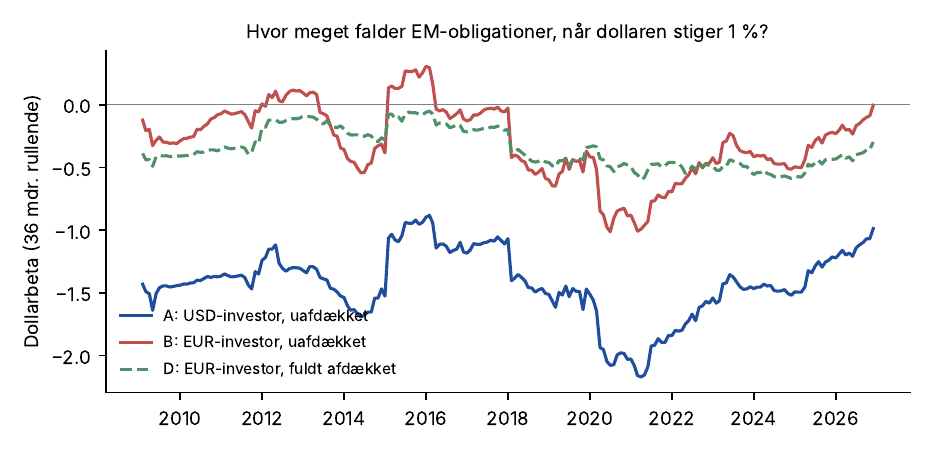 Hvor meget falder EM-obligationer, når dollaren stiger 1 %?
Dollarbeta (36 mdr. rullende)
0.0
−0.5
−1.0
−1.5
−2.0
A: USD-investor, uafdækket
B: EUR-investor, uafdækket
D: EUR-investor, fuldt afdækket
2010 2012 2014 2016 2018 2020 2022 2024 2026